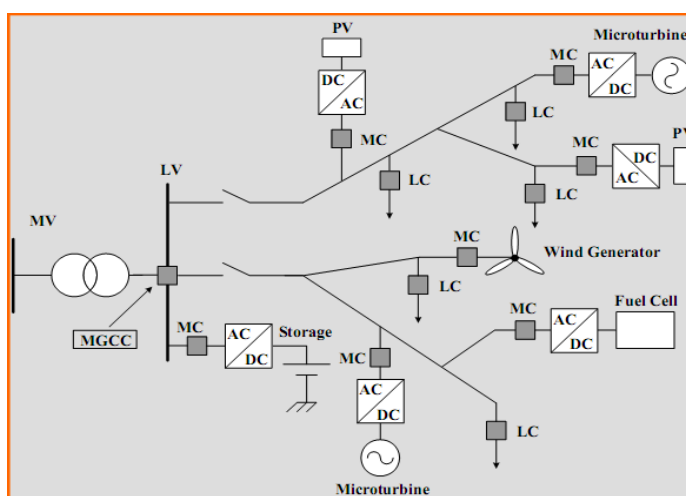 PV
Microturbine
MC
AC
DC
DC
AC
MC
LC
LV
MC
DC
AC
PV
LC
LC
MV
MC
Wind Generator
LC
MGCC
MC
AC
DC
Storage
MC
AC
DC
Fuel Cell
MC
AC
DC
LC
Microturbine